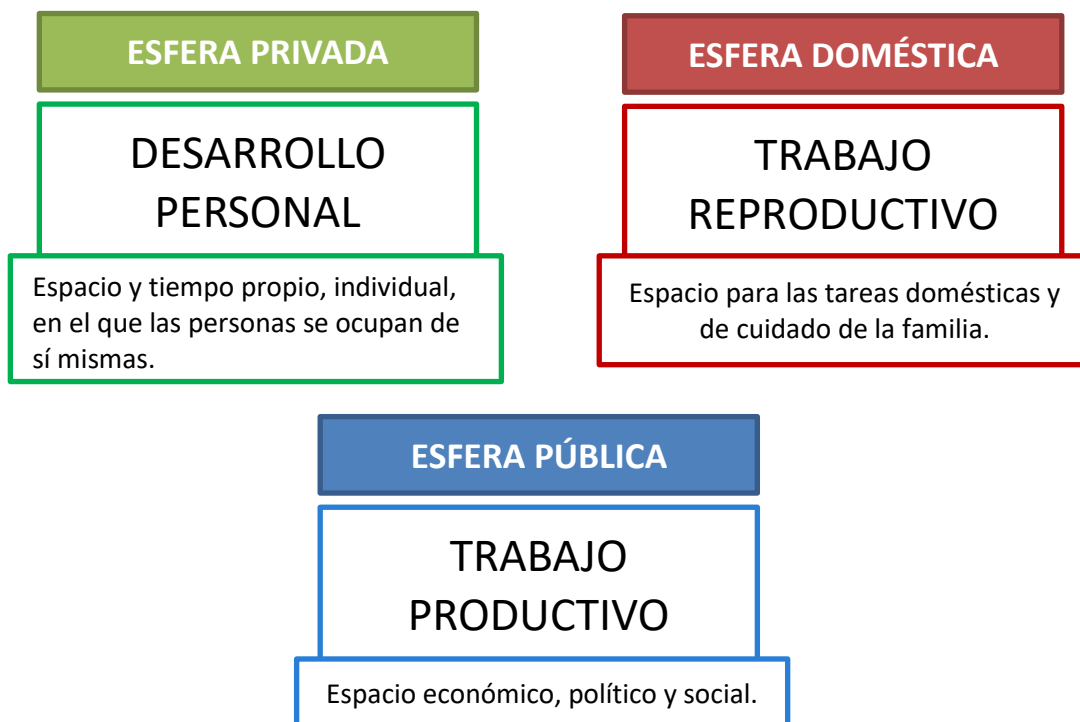 ESFERA PRIVADA
DESARROLLO
PERSONAL
Espacio y tiempo propio, individual,
en el que las personas se ocupan de
sí mismas.
ESFERA DOMÉSTICA
TRABAJO
REPRODUCTIVO
Espacio para las tareas domésticas y
de cuidado de la familia.
ESFERA PÚBLICA
TRABAJO
PRODUCTIVO
Espacio económico, político y social.